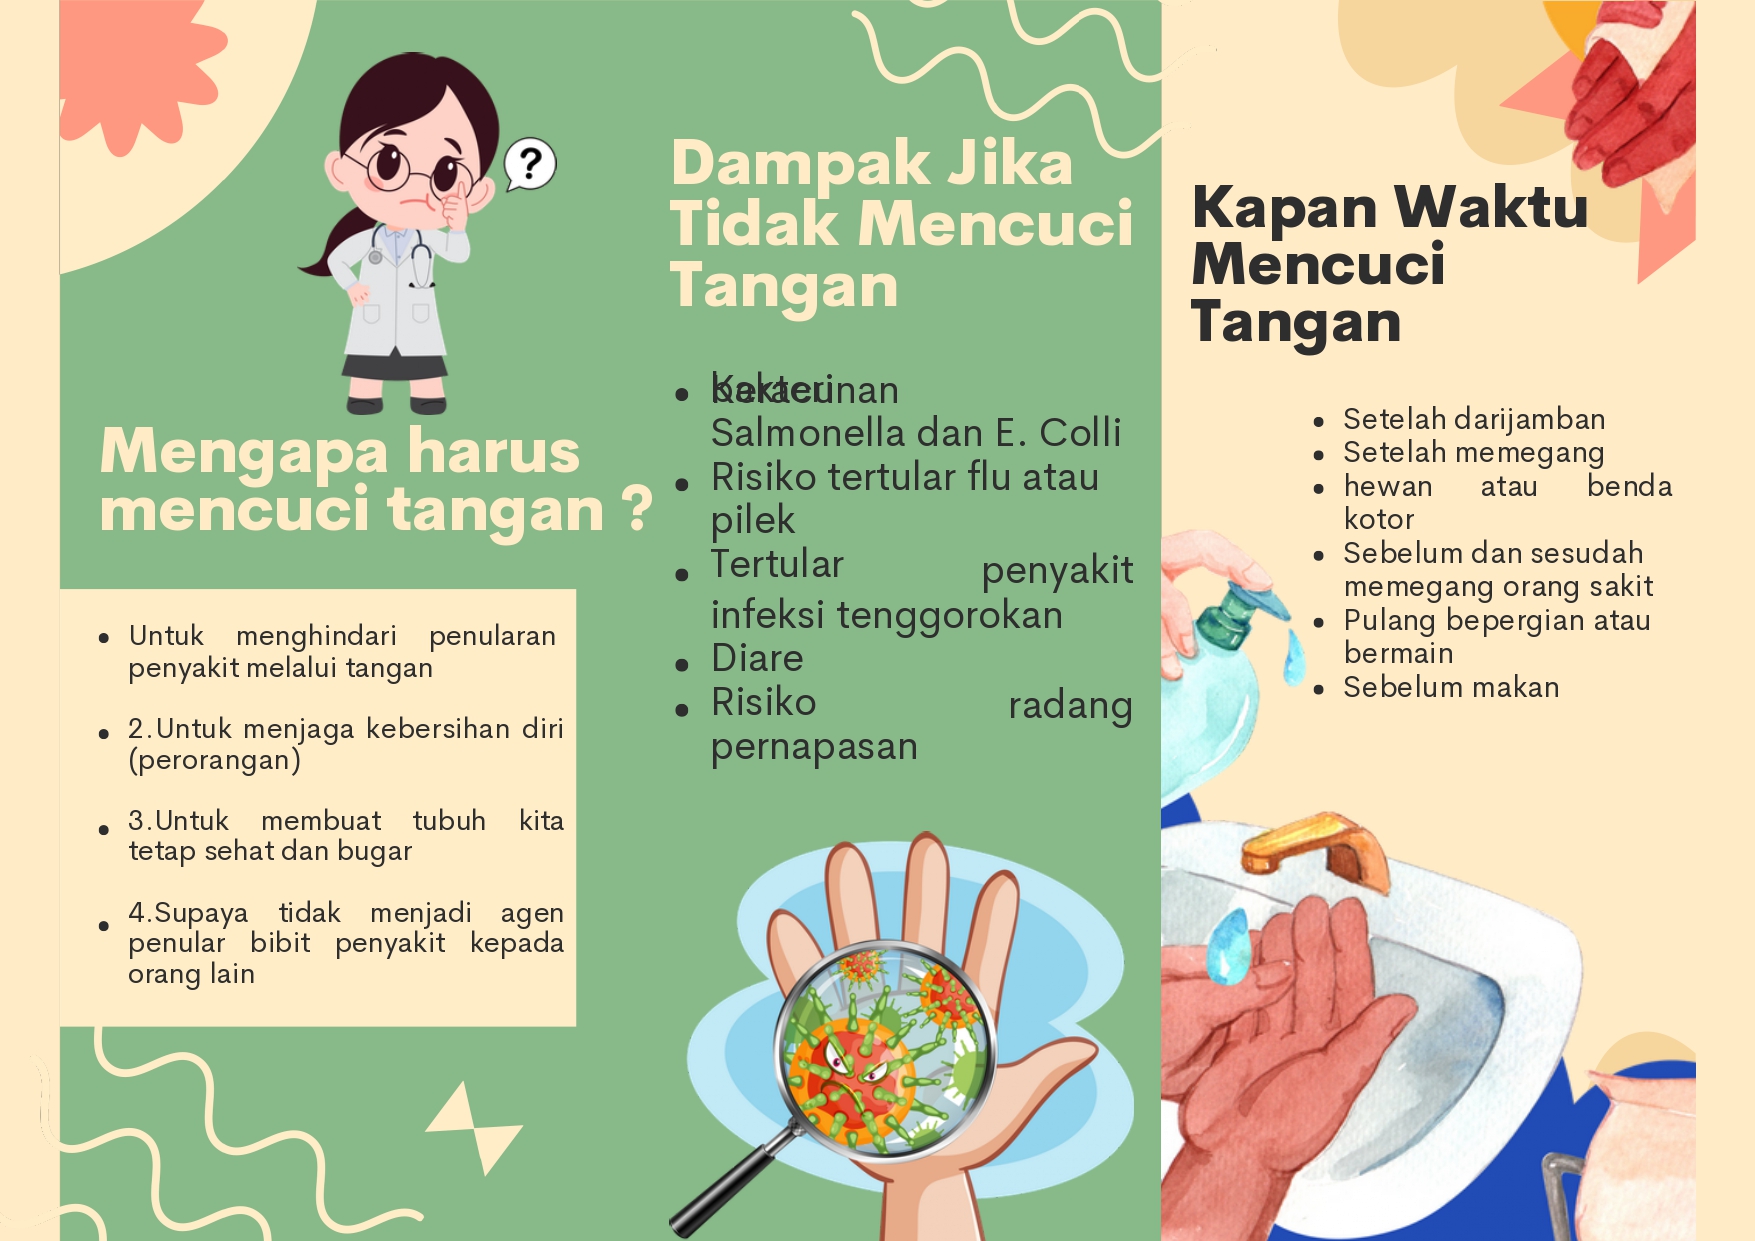 ?
Mengapa harus
mencuci tangan ?
• Untuk menghindari penularan
penyakit melalui tangan
• 2.Untuk menjaga kebersihan diri
(perorangan)
• 3.Untuk membuat tubuh kita
tetap sehat dan bugar
• 4.Supaya tidak menjadi agen
penular bibit penyakit kepada
orang lain
Dampak Jika
Tidak Mencuci
Tangan
• Keracunan bakteri
Salmonella dan E. Colli
• Risiko tertular flu atau
pilek
• Tertular penyakit
infeksi tenggorokan
• Diare
• Risiko radang
pernapasan
Kapan Waktu
Mencuci
Tangan
• Setelah darijamban
• Setelah memegang
• hewan atau benda
kotor
• Sebelum dan sesudah
memegang orang sakit
• Pulang bepergian atau
bermain
• Sebelum makan